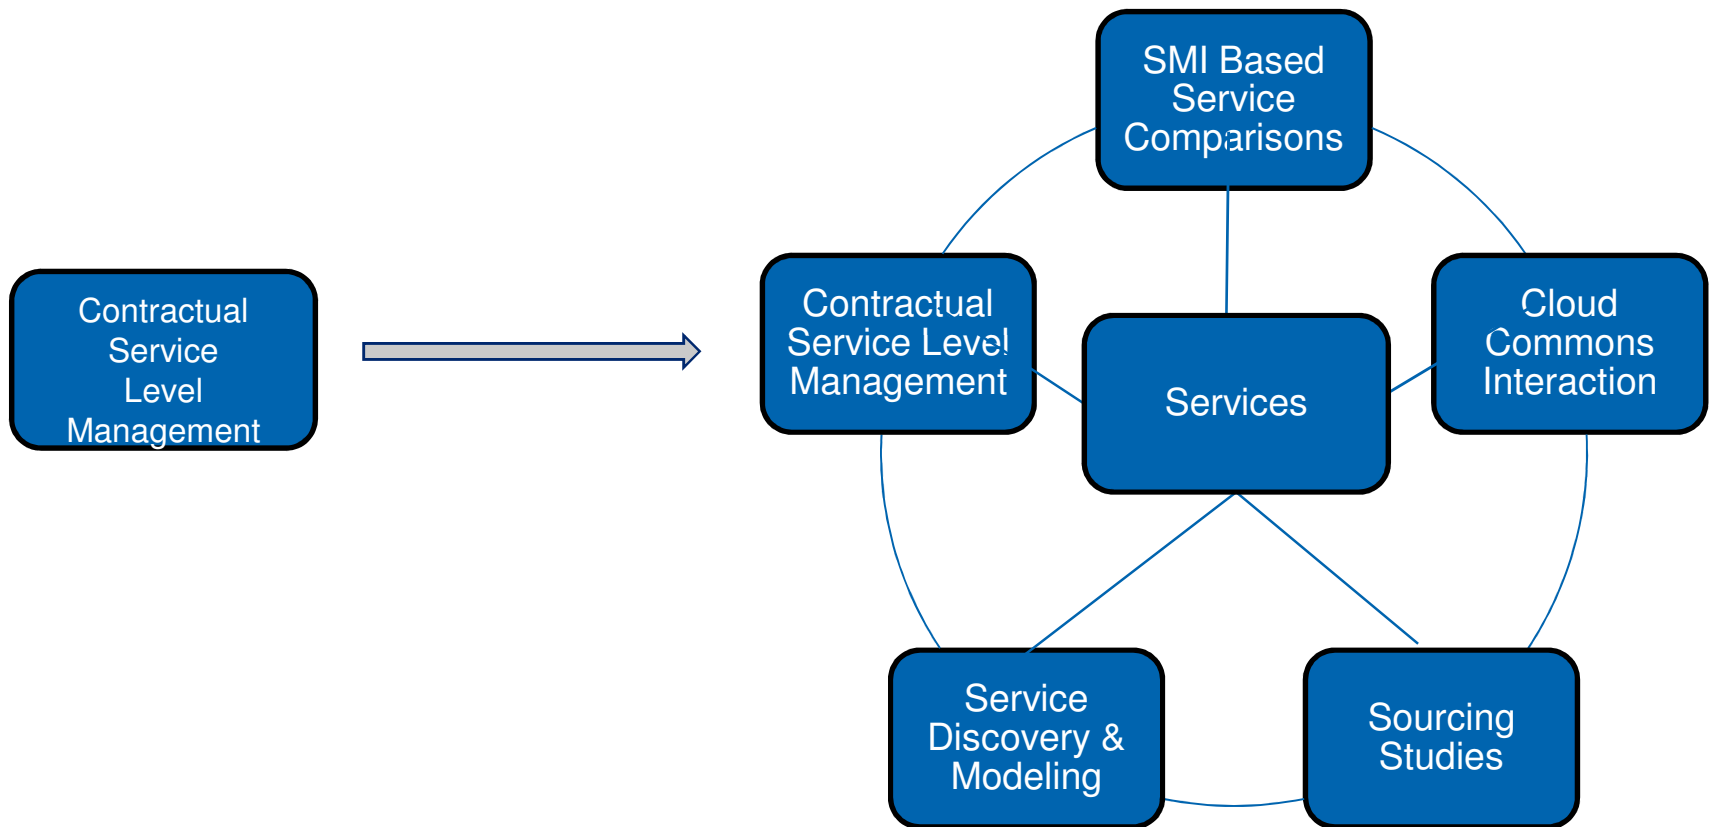 SMI Based
Service
Comparisons
Contractual
Service
Level
Management
Contractual
Service Level
Management
Services
Cloud
Commons
Interaction
Service
Discovery &
Modeling
Sourcing
Studies